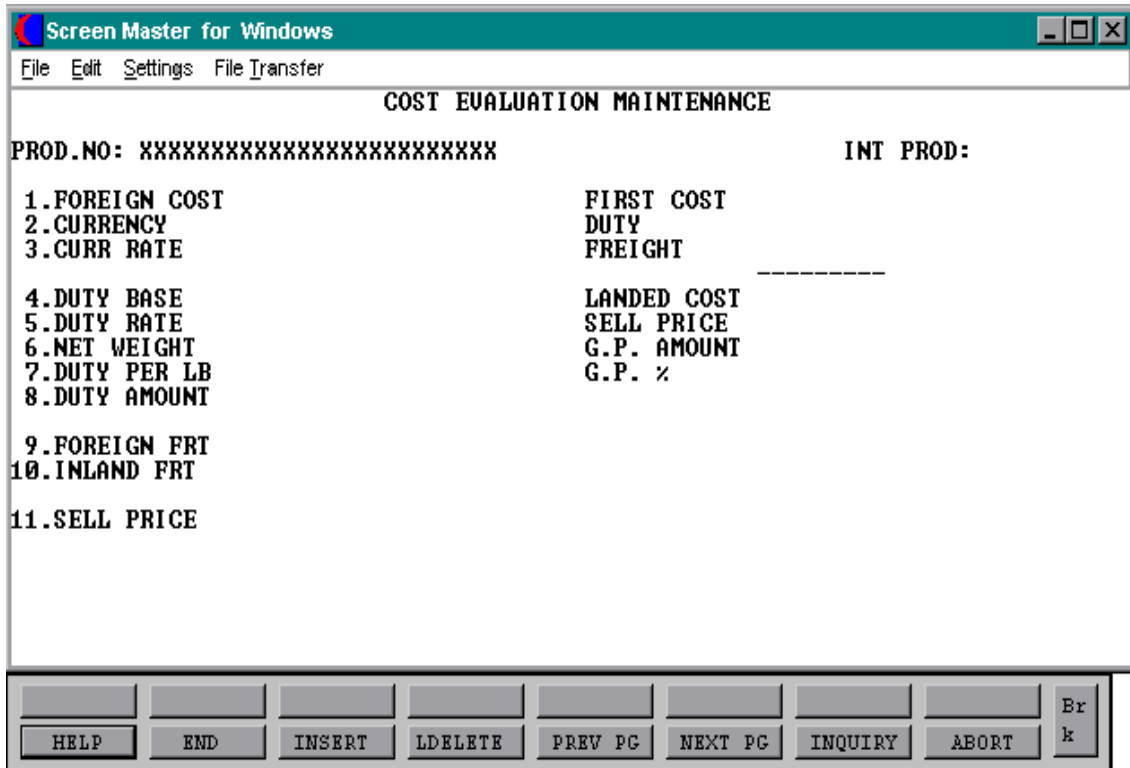 Screen Master for Windows
File Edit Settings File Transfer
COST EVALUATION MAINTENANCE
PROD.NO: XXXXXXXXXXXXXXXXXXXXXXXXX INT PROD:
1.FOREIGN COST FIRST COST
2.CURRENCY DUTY
3.CURR RATE FREIGHT
_________
4.DUTY BASE LANDED COST
5.DUTY RATE SELL PRICE
6.NET WEIGHT G.P. AMOUNT
7.DUTY PER LB G.P. %
8.DUTY AMOUNT
9.FOREIGN FRT
10.INLAND FRT
11.SELL PRICE
HELP END INSERT LDELETE PREV PG NEXT PG INQUIRY ABORT Br
k